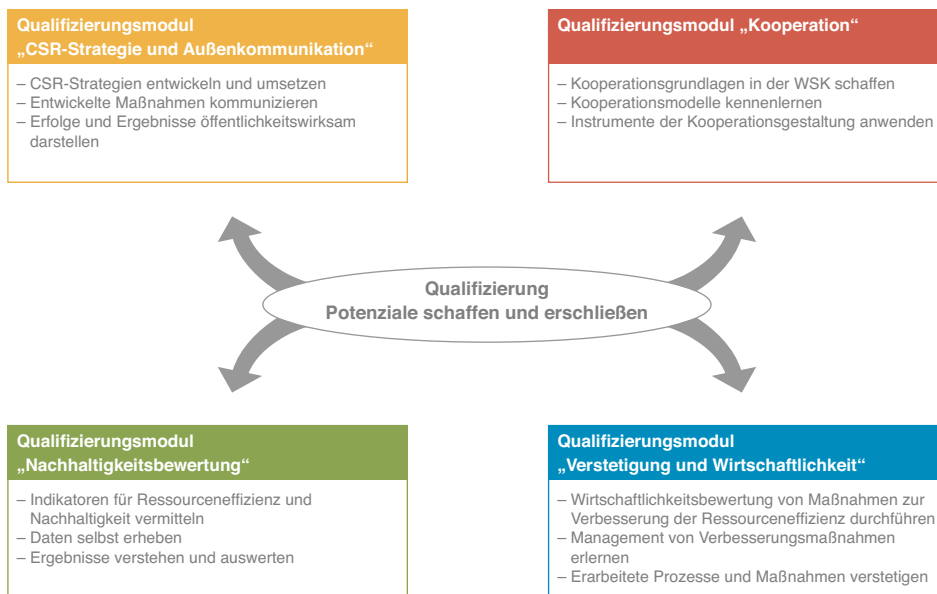 Qualifizierungsmodul
„CSR-Strategie und Außenkommunikation“
– CSR-Strategien entwickeln und umsetzen
– Entwickelte Maßnahmen kommunizieren
– Erfolge und Ergebnisse öffentlichkeitswirksam
darstellen
Qualifizierungsmodul „Kooperation“
– Kooperationsgrundlagen in der WSK schaffen
– Kooperationsmodelle kennenlernen
– Instrumente der Kooperationsgestaltung anwenden
Qualifizierung
Potenziale schaffen und erschließen
Qualifizierungsmodul
„Nachhaltigkeitsbewertung“
– Indikatoren für Ressourceneffizienz und
Nachhaltigkeit vermitteln
– Daten selbst erheben
– Ergebnisse verstehen und auswerten
Qualifizierungsmodul
„Verstetigung und Wirtschaftlichkeit“
– Wirtschaftlichkeitsbewertung von Maßnahmen zur
Verbesserung der Ressourceneffizienz durchführen
– Management von Verbesserungsmaßnahmen
erlernen
– Erarbeitete Prozesse und Maßnahmen verstetigen